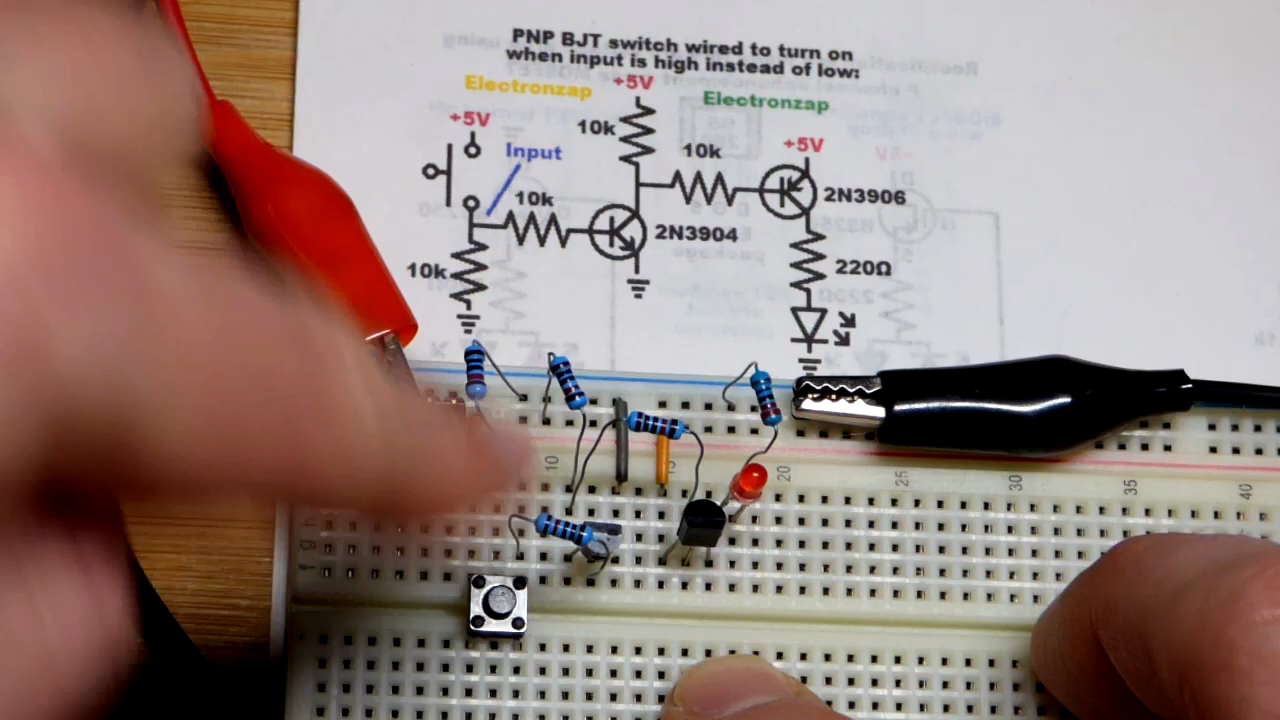 PNP BJT switch wired to turn on
when input is high instead of low:
Electronzap
+5V
Electronzap
+5V
10k
10k
+5V
Input
10k
2N3906
2N3904
10k
220Ω
10
15
20
25
30
35
40